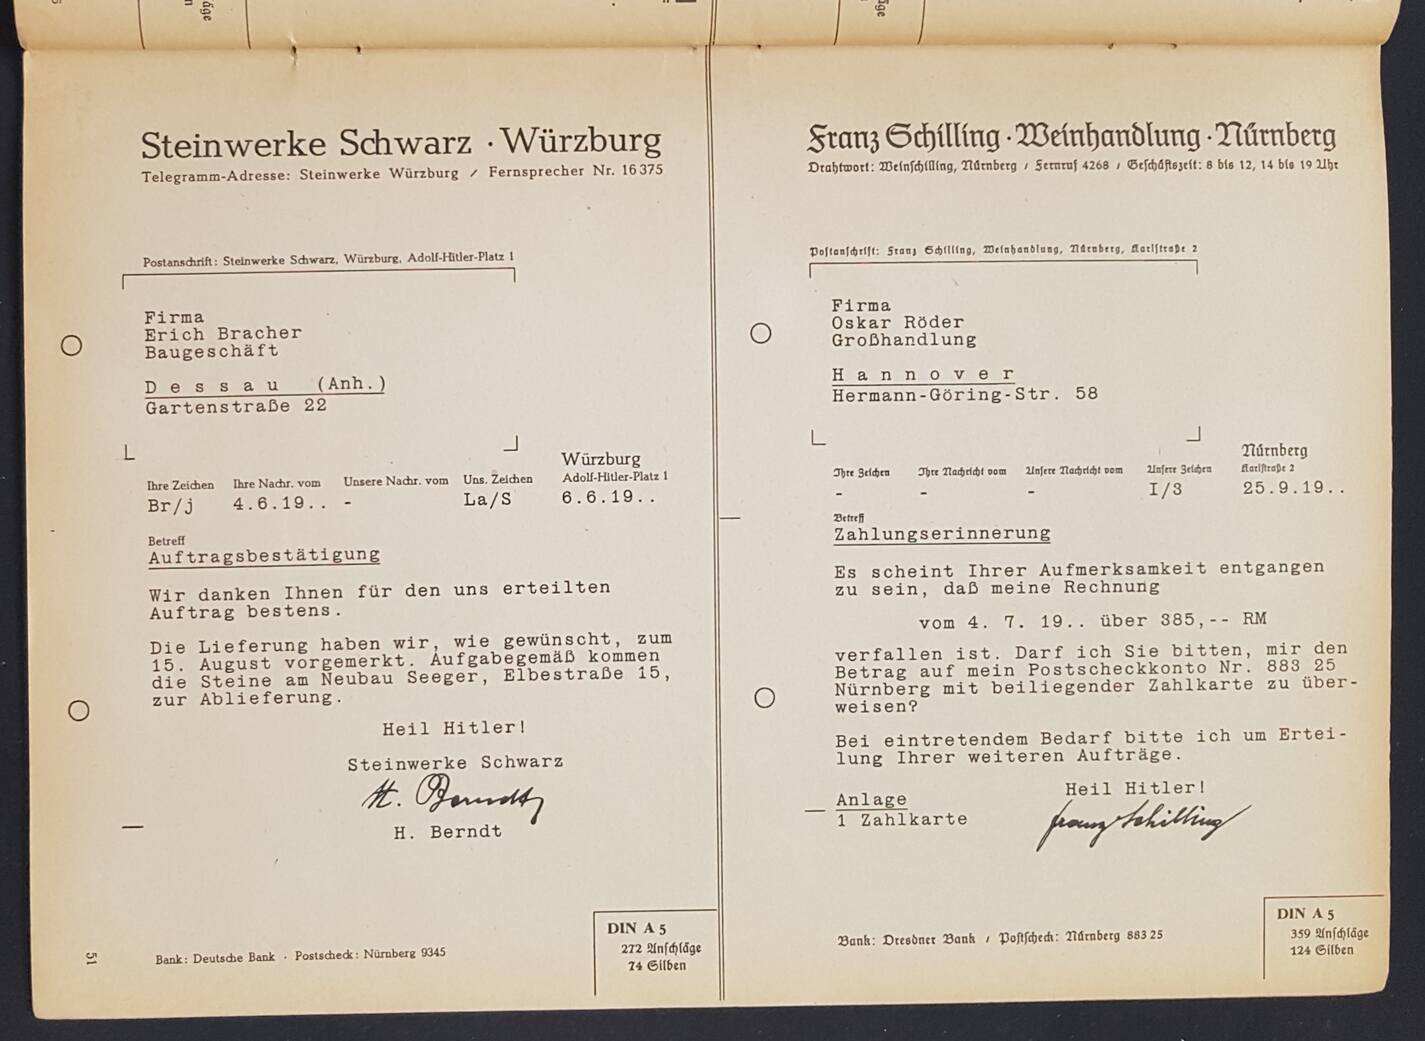 Steinwerke Schwarz · Würzburg
Telegramm-Adresse: Steinwerke Würzburg / Fernsprecher Nr. 16375
Postanschrift: Steinwerke Schwarz, Würzburg, Adolf-Hitler-Platz 1
Firma
Erich Bracher
Baugeschäft
Dessau (Anh.)
Gartenstraße 22
Würzburg
Adolf-Hitler-Platz 1
Ihre Zeichen Ihre Nachr. vom Unsere Nachr. vom Uns. Zeichen
Br/j 4.6.19.. - La/S 6.6.19..
Betreff
Auftragsbestätigung
Wir danken Ihnen für den uns erteilten
Auftrag bestens.
Die Lieferung haben wir, wie gewünscht, zum
15. August vorgemerkt. Aufgabegemäß kommen
die Steine am Neubau Seeger, Elbestraße 15,
zur Ablieferung.
Heil Hitler!
Steinwerke Schwarz
H. Berndt
H. Berndt
Bank: Deutsche Bank · Postscheck: Nürnberg 9345
DIN A 5
272 Anschläge
74 Silben
51
Franz Schilling · Weinhandlung · Nürnberg
Drahtwort: Weinschilling, Nürnberg / Fernruf 4268 / Geschäftszeit: 8 bis 12, 14 bis 19 Uhr
Postanschrift: Franz Schilling, Weinhandlung, Nürnberg, Karlstraße 2
Firma
Oskar Röder
Großhandlung
Hannover
Hermann-Göring-Str. 58
Nürnberg
Karlstraße 2
Ihre Zeichen Ihre Nachricht vom Unsere Nachricht vom Unsere Zeichen
- - - I/3 25.9.19..
Betreff
Zahlungserinnerung
Es scheint Ihrer Aufmerksamkeit entgangen
zu sein, daß meine Rechnung
vom 4. 7. 19.. über 385,-- RM
verfallen ist. Darf ich Sie bitten, mir den
Betrag auf mein Postscheckkonto Nr. 883 25
Nürnberg mit beiliegender Zahlkarte zu über-
weisen?
Bei eintretendem Bedarf bitte ich um Ertei-
lung Ihrer weiteren Aufträge.
Heil Hitler!
Franz Schilling
Anlage
1 Zahlkarte
Bank: Dresdner Bank / Postscheck: Nürnberg 883 25
DIN A 5
359 Anschläge
124 Silben